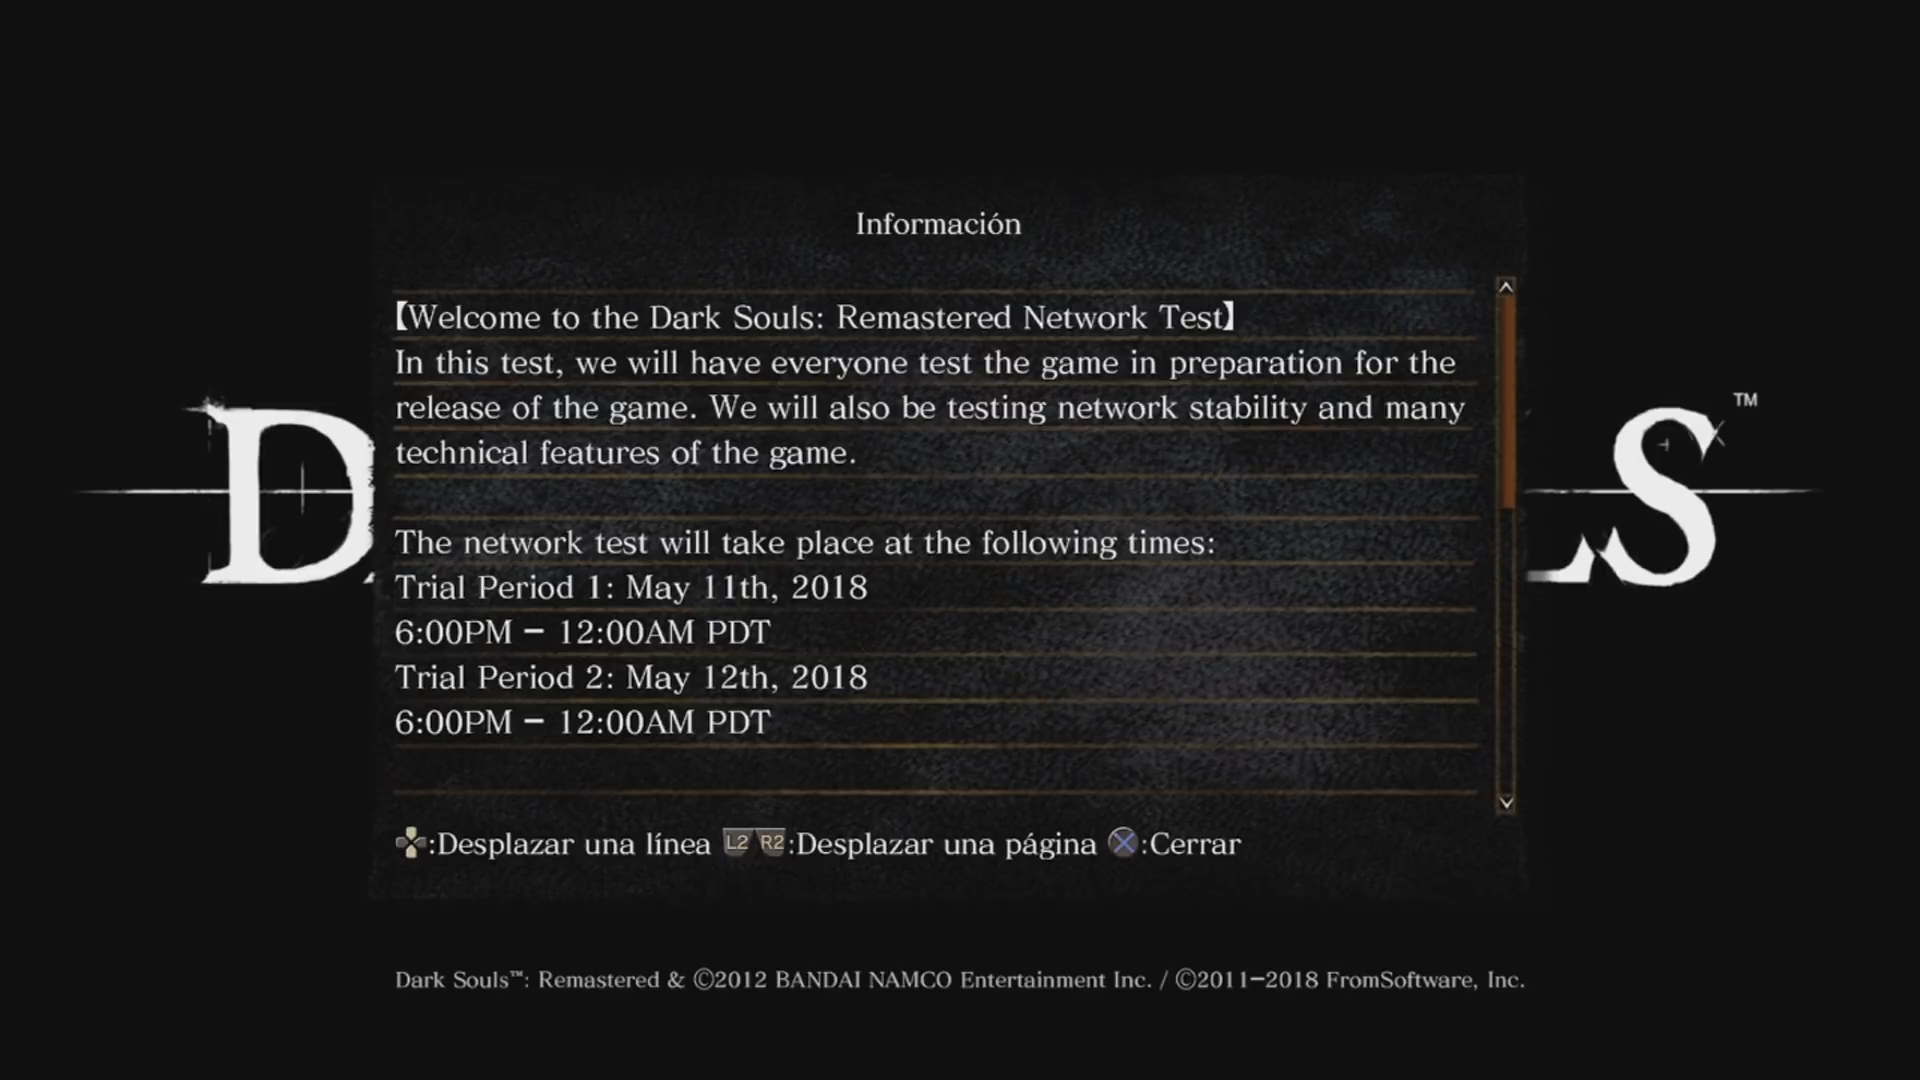 Información
【Welcome to the Dark Souls: Remastered Network Test】
In this test, we will have everyone test the game in preparation for the
release of the game. We will also be testing network stability and many
technical features of the game.
The network test will take place at the following times:
Trial Period 1: May 11th, 2018
6:00PM – 12:00AM PDT
Trial Period 2: May 12th, 2018
6:00PM – 12:00AM PDT
:Desplazar una línea L2 R2:Desplazar una página :Cerrar
Dark Souls™: Remastered & ©2012 BANDAI NAMCO Entertainment Inc. / ©2011–2018 FromSoftware, Inc.